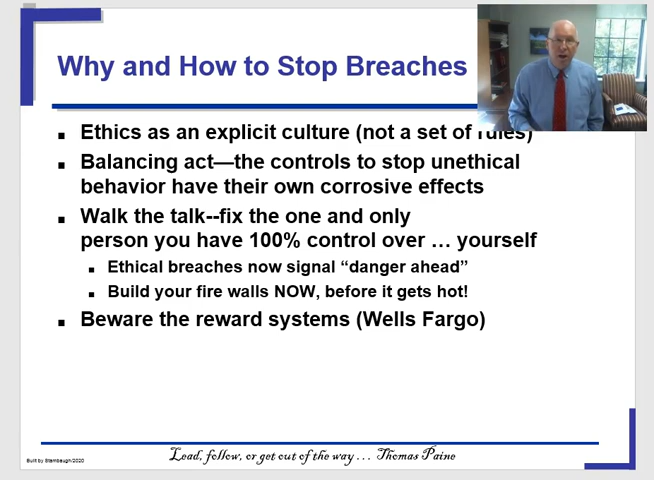 Why and How to Stop Breaches
■ Ethics as an explicit culture (not a set of rules)
■ Balancing act—the controls to stop unethical
behavior have their own corrosive effects
■ Walk the talk--fix the one and only
person you have 100% control over … yourself
■ Ethical breaches now signal “danger ahead”
■ Build your fire walls NOW, before it gets hot!
■ Beware the reward systems (Wells Fargo)
Built by Stambaugh/2020
Lead, follow, or get out of the way . . . Thomas Paine